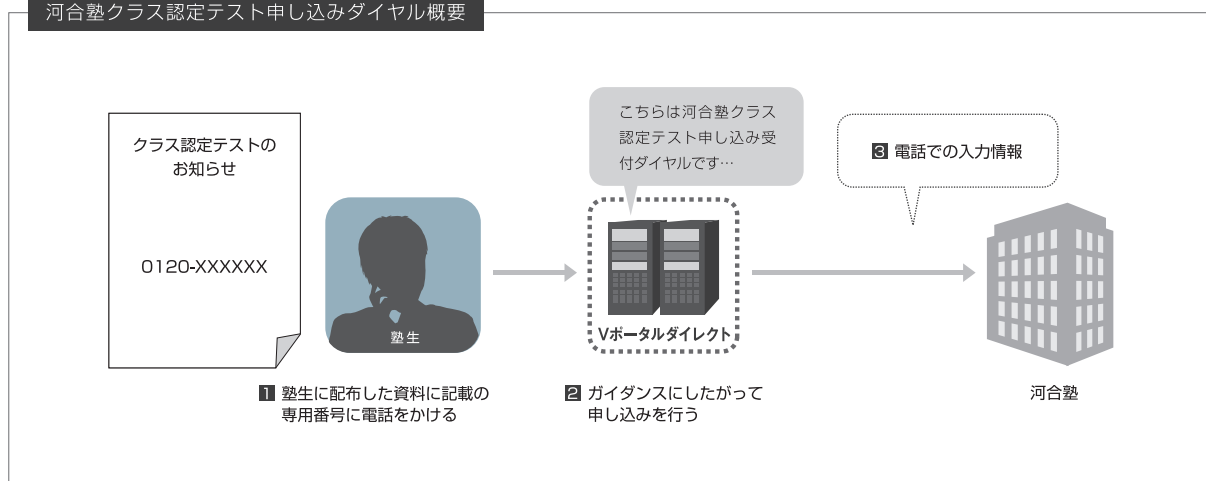 河合塾クラス認定テスト申し込みダイヤル概要
クラス認定テストの
お知らせ
0120-XXXXXX
塾生
1 塾生に配布した資料に記載の
専用番号に電話をかける
こちらは河合塾クラス
認定テスト申し込み受
付ダイヤルです…
Vポータルダイレクト
2 ガイダンスにしたがって
申し込みを行う
3 電話での入力情報
河合塾